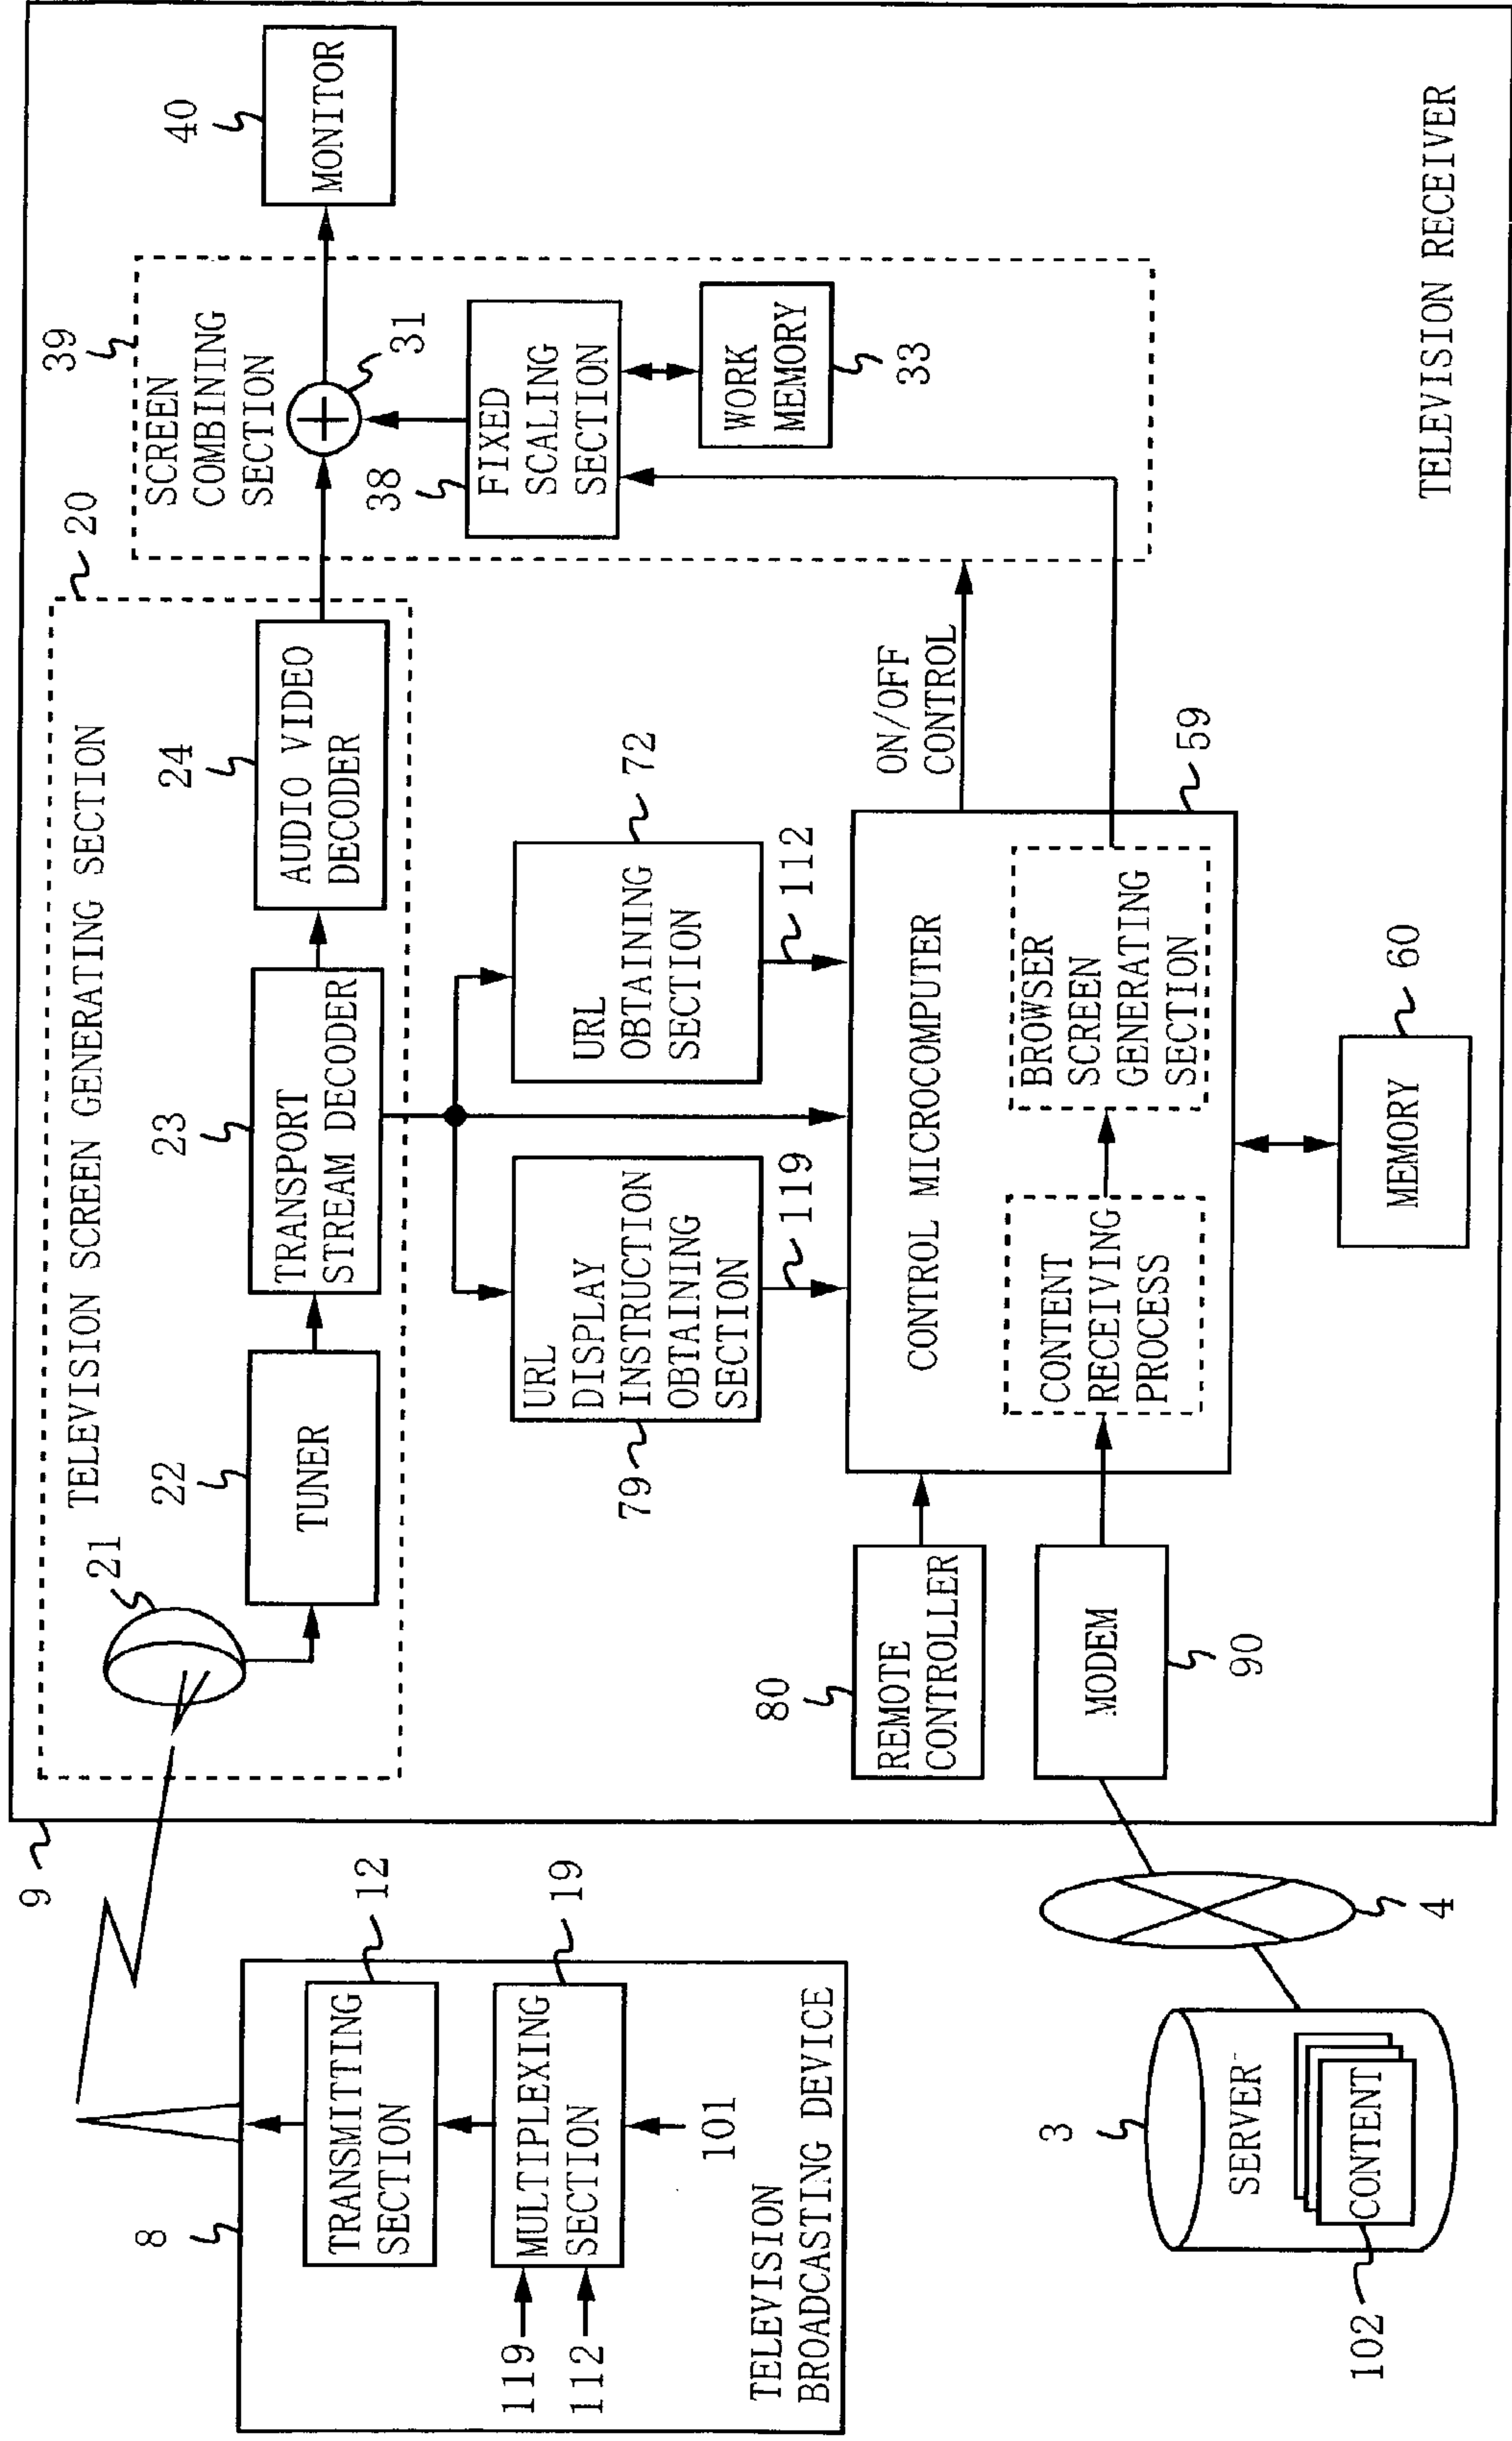 9
TELEVISION SCREEN GENERATING SECTION
20
21
22
TUNER
23
TRANSPORT
STREAM DECODER
24
AUDIO VIDEO
DECODER
39
SCREEN
COMBINING
SECTION
31
38
FIXED
SCALING
SECTION
WORK
MEMORY
33
40
MONITOR
79
URL
DISPLAY
INSTRUCTION
OBTAINING
SECTION
119
72
URL
OBTAINING
SECTION
112
ON/OFF
CONTROL
59
CONTROL MICROCOMPUTER
CONTENT
RECEIVING
PROCESS
BROWSER
SCREEN
GENERATING
SECTION
80
REMOTE
CONTROLLER
MODEM
90
MEMORY
60
TELEVISION RECEIVER
8
TRANSMITTING
SECTION
12
119
112
MULTIPLEXING
SECTION
19
101
TELEVISION
BROADCASTING DEVICE
3
SERVER
CONTENT
102
4